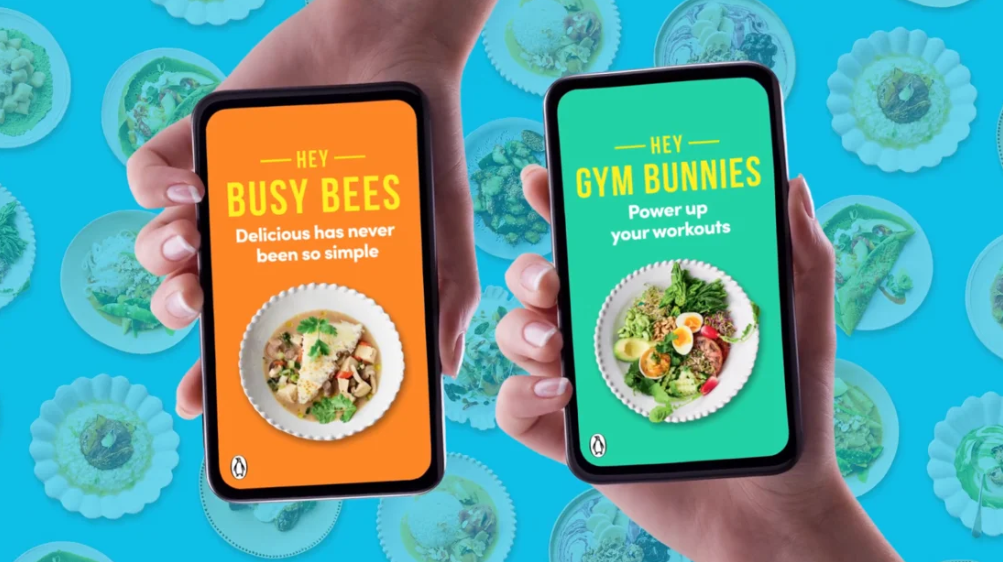 HEY
BUSY BEES
Delicious has never
been so simple
HEY
GYM BUNNIES
Power up
your workouts